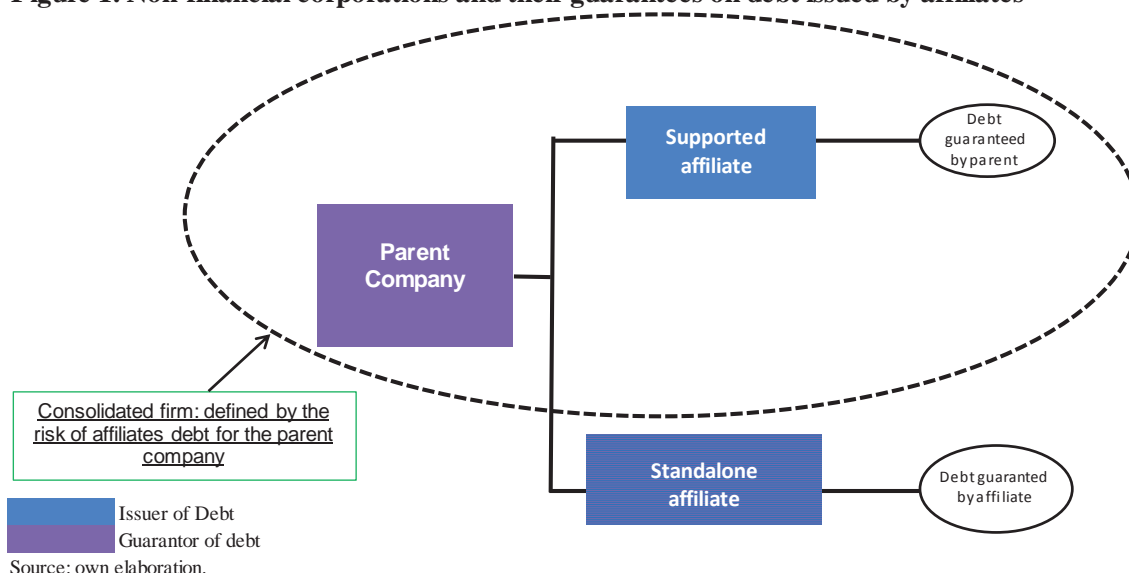 Figure 1. Non-financial corporations and their guarantees on debt issued by affiliates
Supported
affiliate
Debt
guaranteed
by parent
Parent
Company
Consolidated firm: defined by the
risk of affiliates debt for the parent
company
Standalone
affiliate
Debt guaranted
by affiliate
Issuer of Debt
Guarantor of debt
Source: own elaboration.